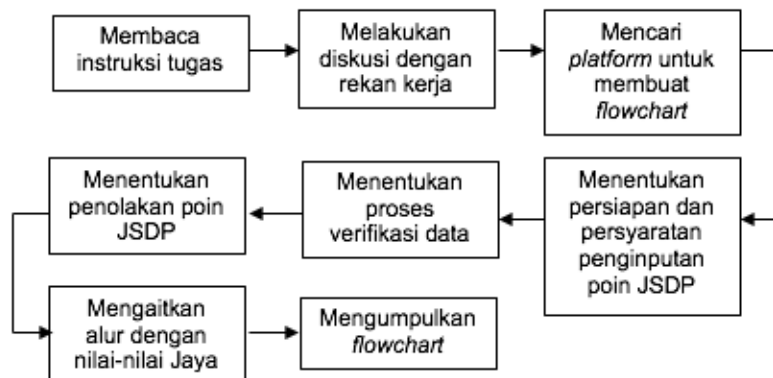 Membaca
instruksi tugas
Melakukan
diskusi dengan
rekan kerja
Mencari
platform untuk
membuat
flowchart
Menentukan
penolakan poin
JSDP
Menentukan
proses
verifikasi data
Menentukan
persiapan dan
persyaratan
penginputan
poin JSDP
Mengaitkan
alur dengan
nilai-nilai Jaya
Mengumpulkan
flowchart